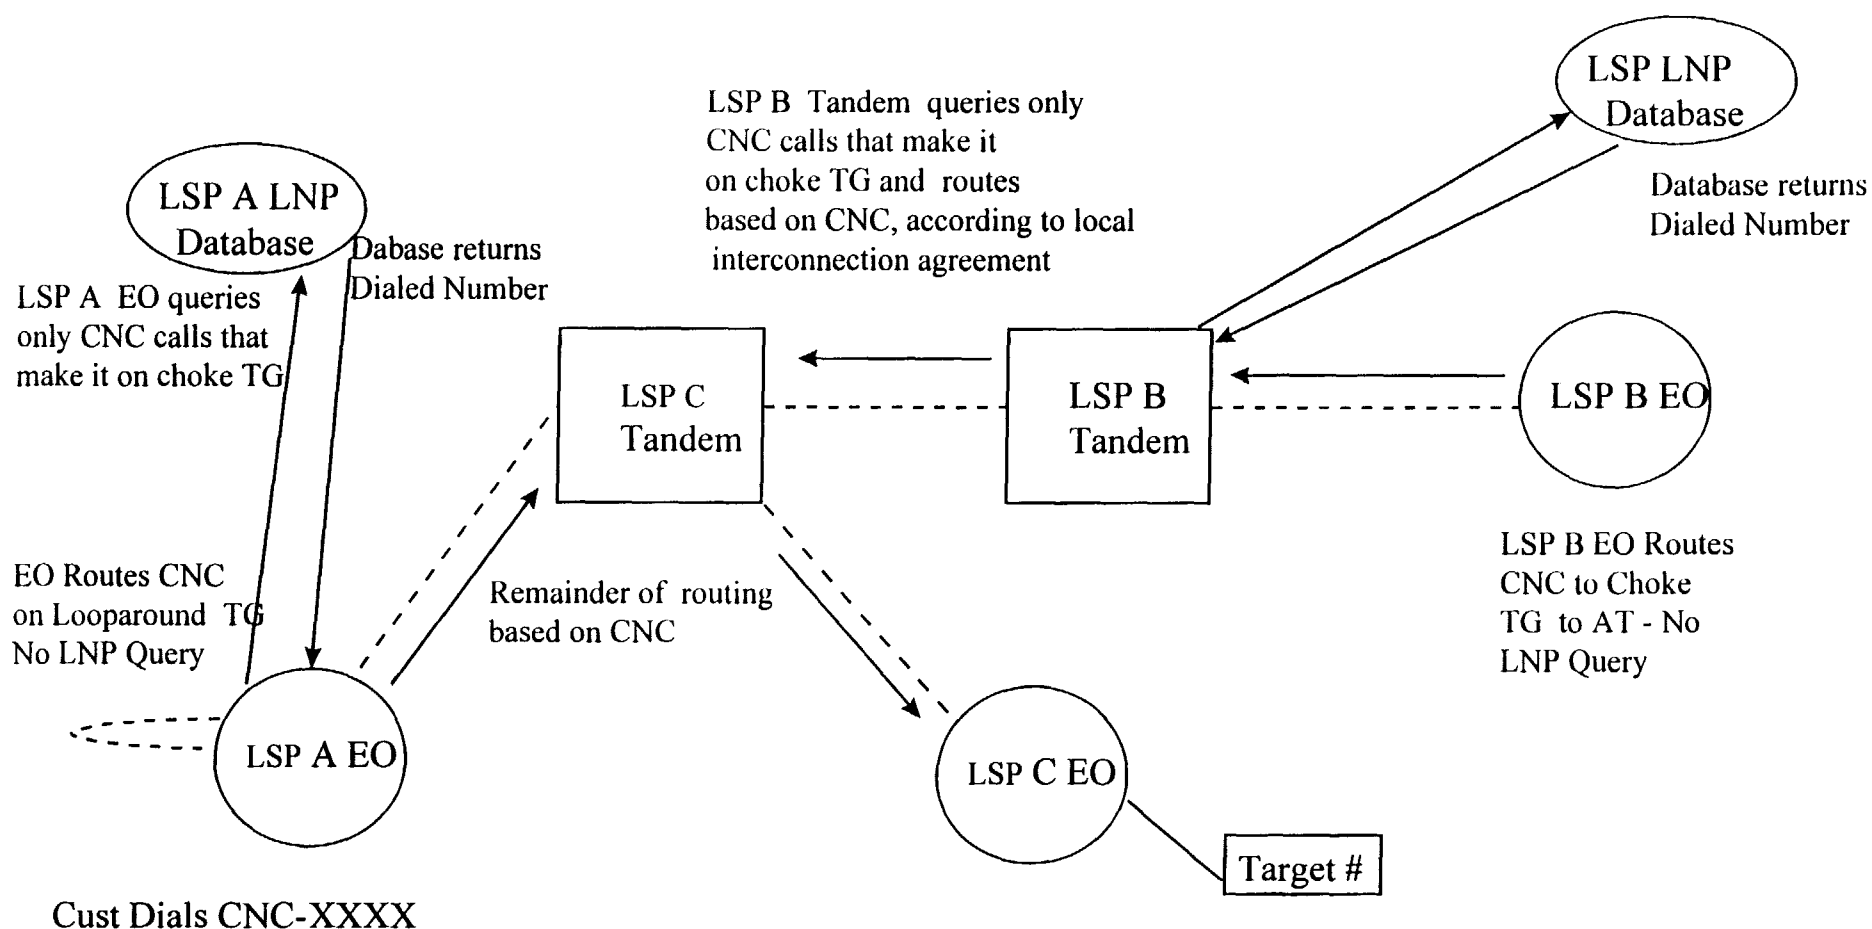 LSP LNP
Database
LSP B Tandem queries only
CNC calls that make it
on choke TG and routes
based on CNC, according to local
interconnection agreement
Database returns
Dialed Number
LSP A LNP
Database
Dabase returns
Dialed Number
LSP A EO queries
only CNC calls that
make it on choke TG
LSP C
Tandem
LSP B
Tandem
LSP B EO
EO Routes CNC
on Looparound TG
No LNP Query
Remainder of routing
based on CNC
LSP B EO Routes
CNC to Choke
TG to AT - No
LNP Query
LSP A EO
LSP C EO
Target #
Cust Dials CNC-XXXX